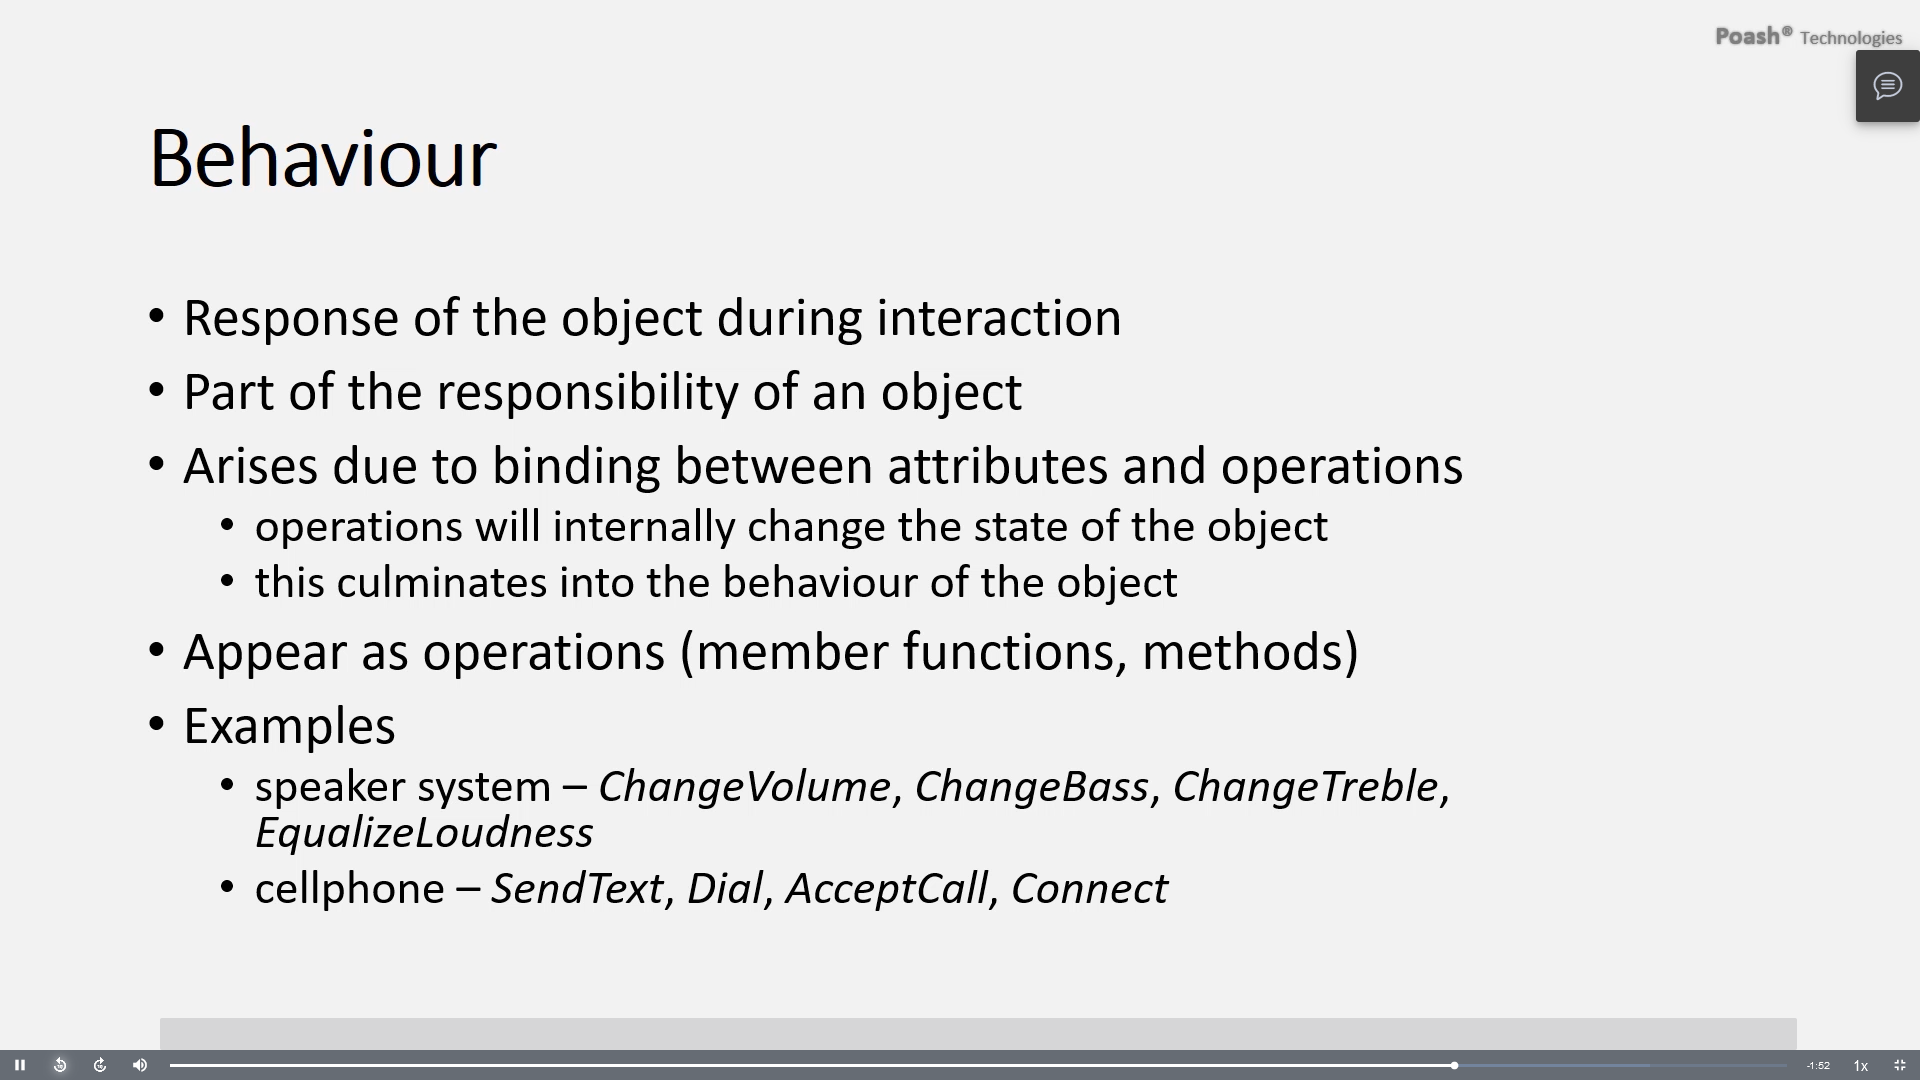 Poash® Technologies
Behaviour
• Response of the object during interaction
• Part of the responsibility of an object
• Arises due to binding between attributes and operations
• operations will internally change the state of the object
• this culminates into the behaviour of the object
• Appear as operations (member functions, methods)
• Examples
• speaker system – ChangeVolume, ChangeBass, ChangeTreble,
EqualizeLoudness
• cellphone – SendText, Dial, AcceptCall, Connect
-1:52 1x